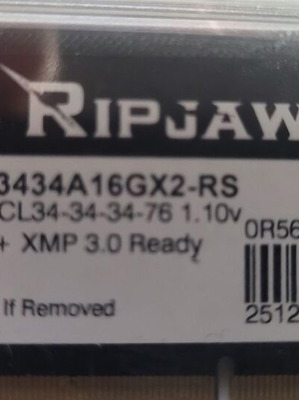 RIPJAW
3434A16GX2-RS
CL34-34-34-76 1.10v
0R56
+ XMP 3.0 Ready
If Removed
2512